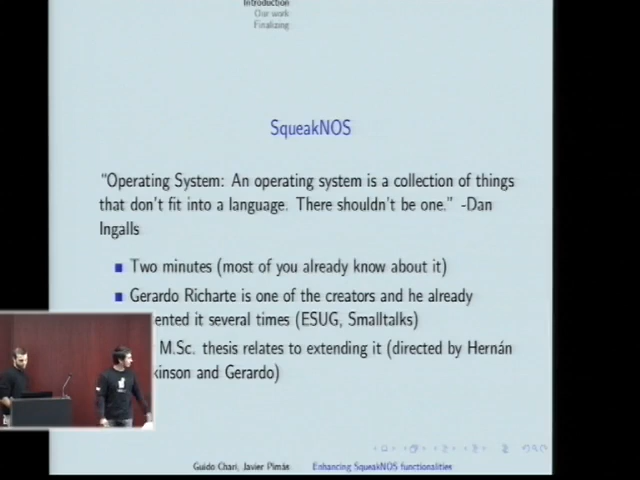 Introduction
Our work
Finalizing
SqueakNOS
"Operating System: An operating system is a collection of things
that don't fit into a language. There shouldn't be one." -Dan
Ingalls
Two minutes (most of you already know about it)
Gerardo Richarte is one of the creators and he already
ented it several times (ESUG, Smalltalks)
M.Sc. thesis relates to extending it (directed by Hernán
kinson and Gerardo)
Guido Chari, Javier Pimás Enhancing SqueakNOS functionalities